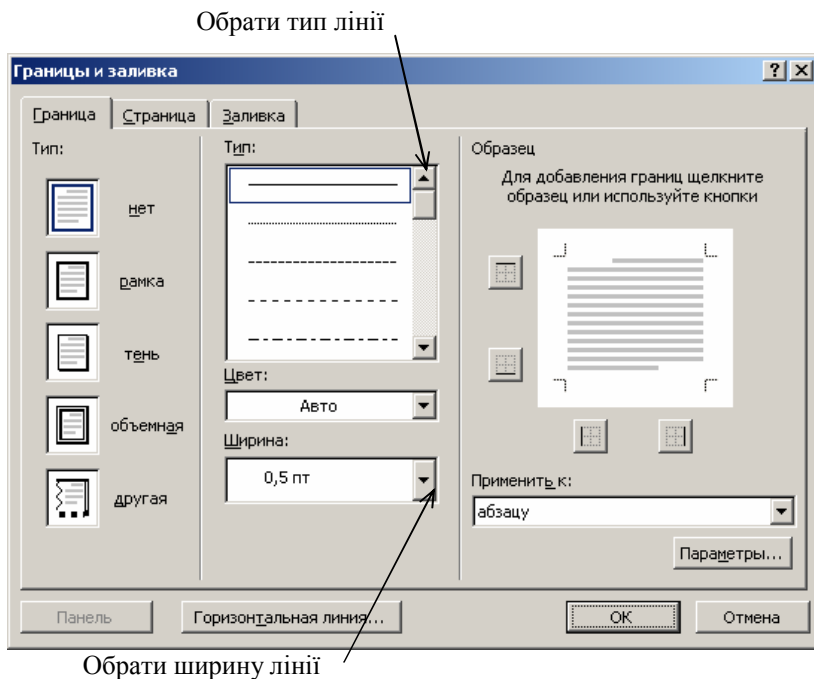 Обрати тип лінії
Границы и заливка
Граница
Страница
Заливка
Тип:
нет
рамка
тень
объемная
другая
Тип:
Цвет:
Авто
Ширина:
0,5 пт
Образец
Для добавления границ щелкните
образец или используйте кнопки
Применить к:
абзацу
Параметры...
Панель
Горизонтальная линия...
ОК
Отмена
Обрати ширину лінії